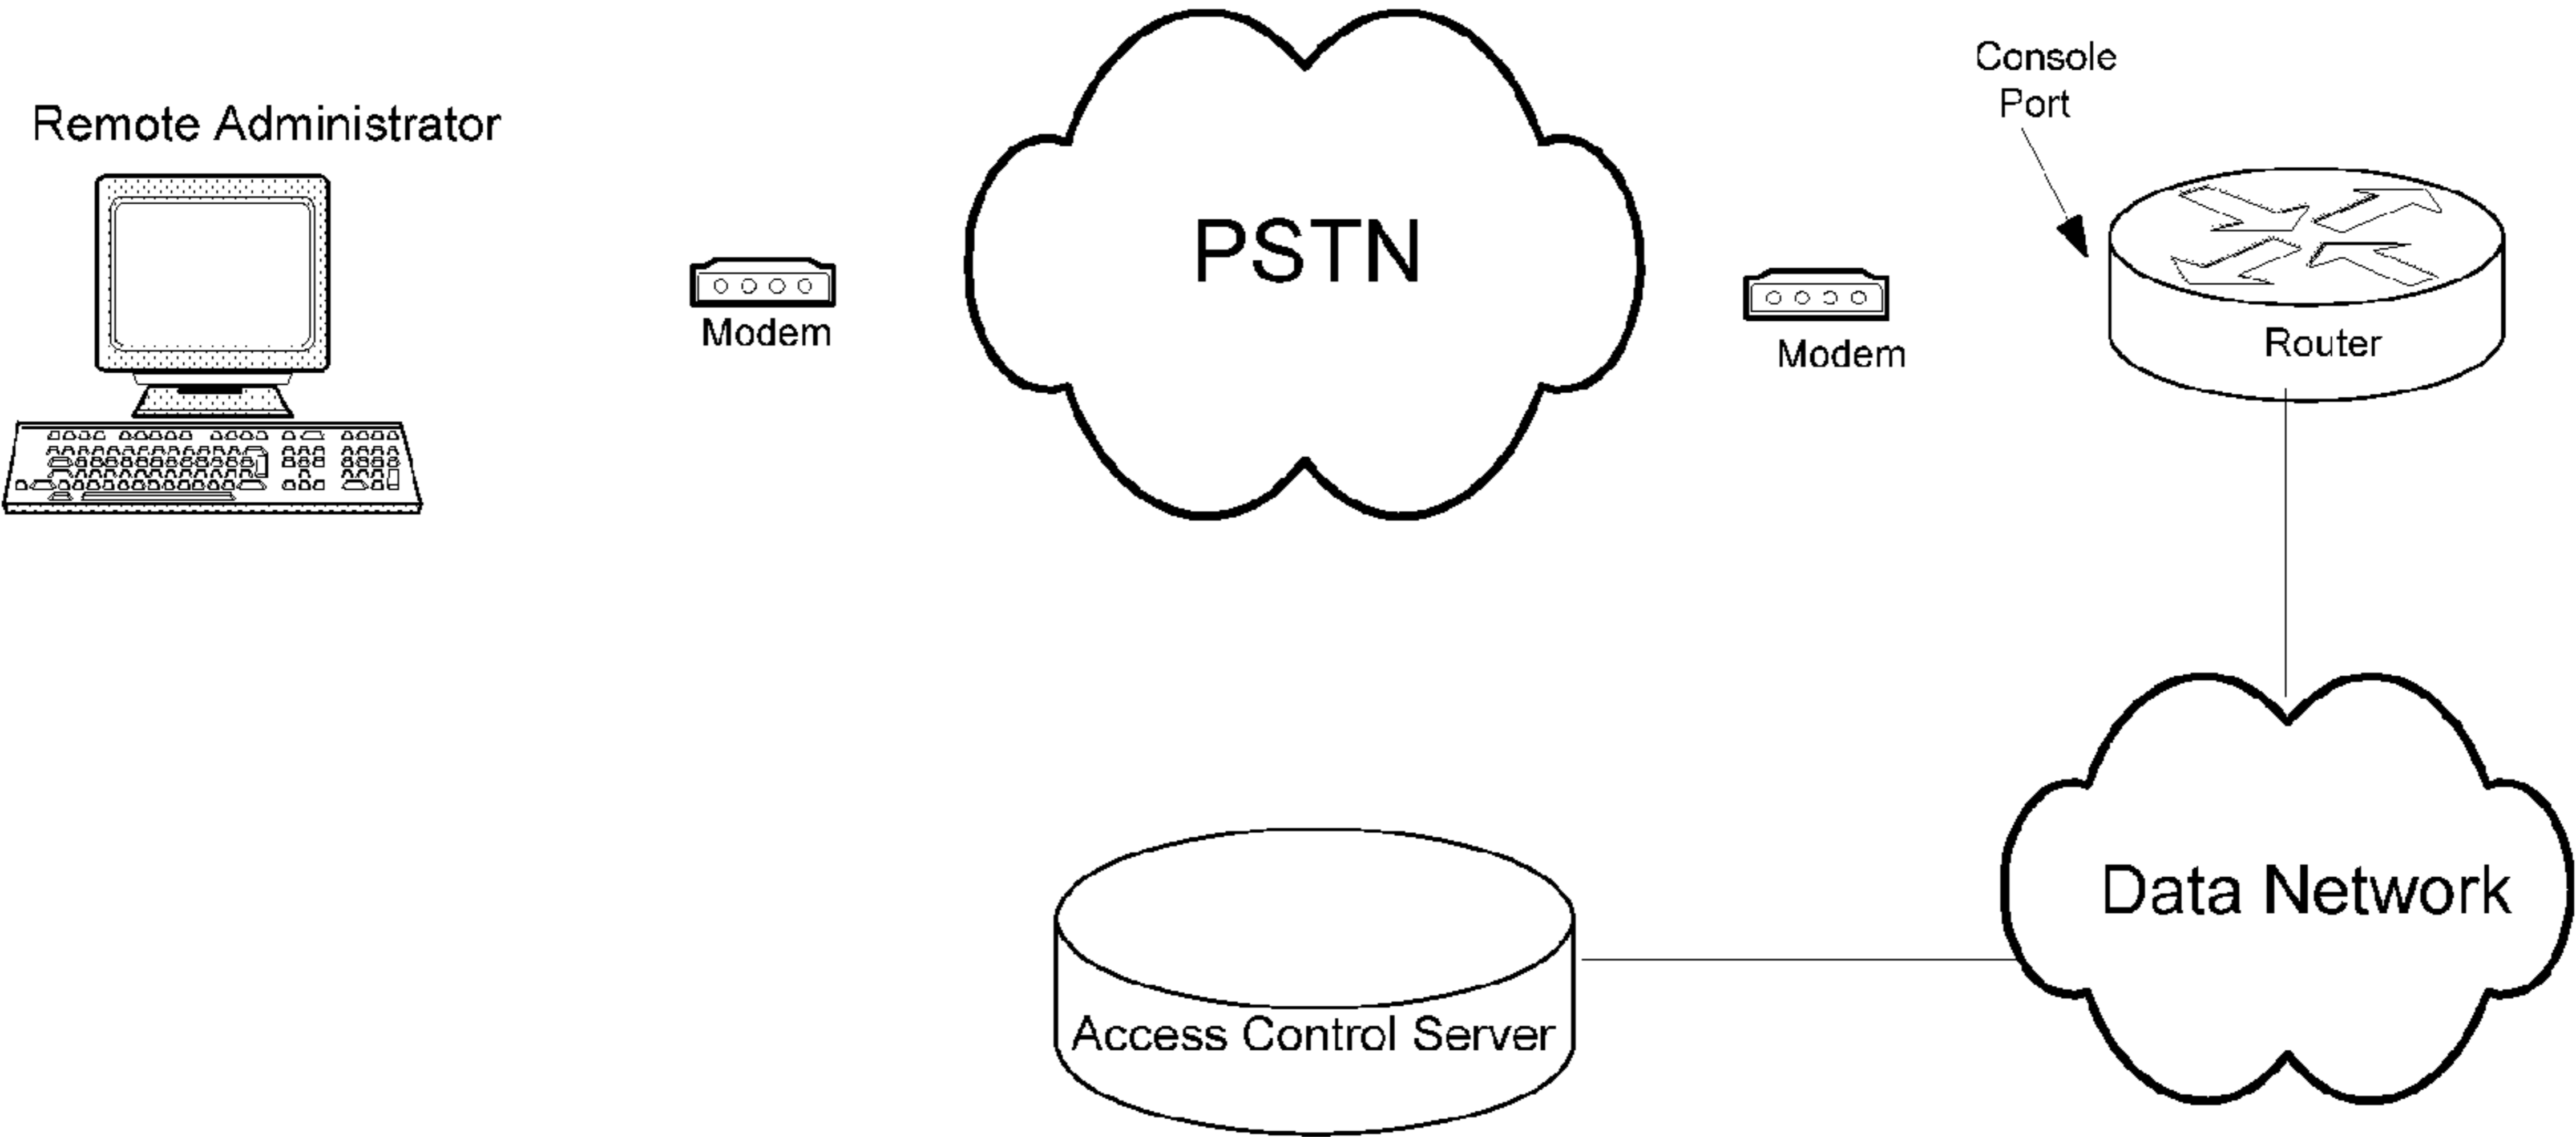 Remote Administrator
Modem
PSTN
Modem
Console
Port
Router
Data Network
Access Control Server